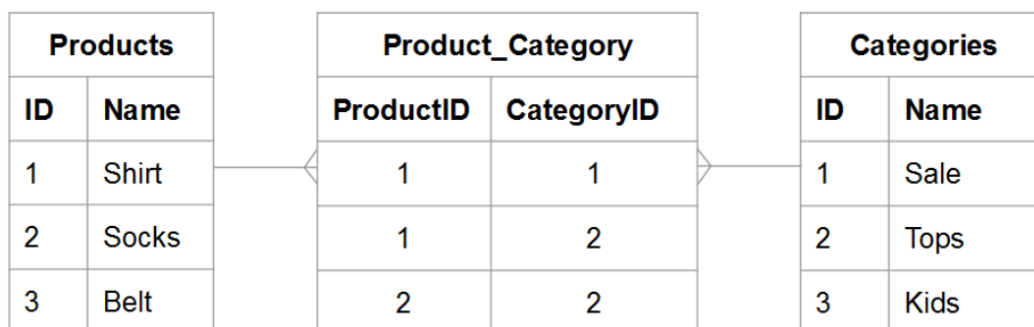 Products Product_Category Categories
ID Name ProductID CategoryID ID Name
1 Shirt 1 1 1 Sale
2 Socks 1 2 2 Tops
3 Belt 2 2 3 Kids